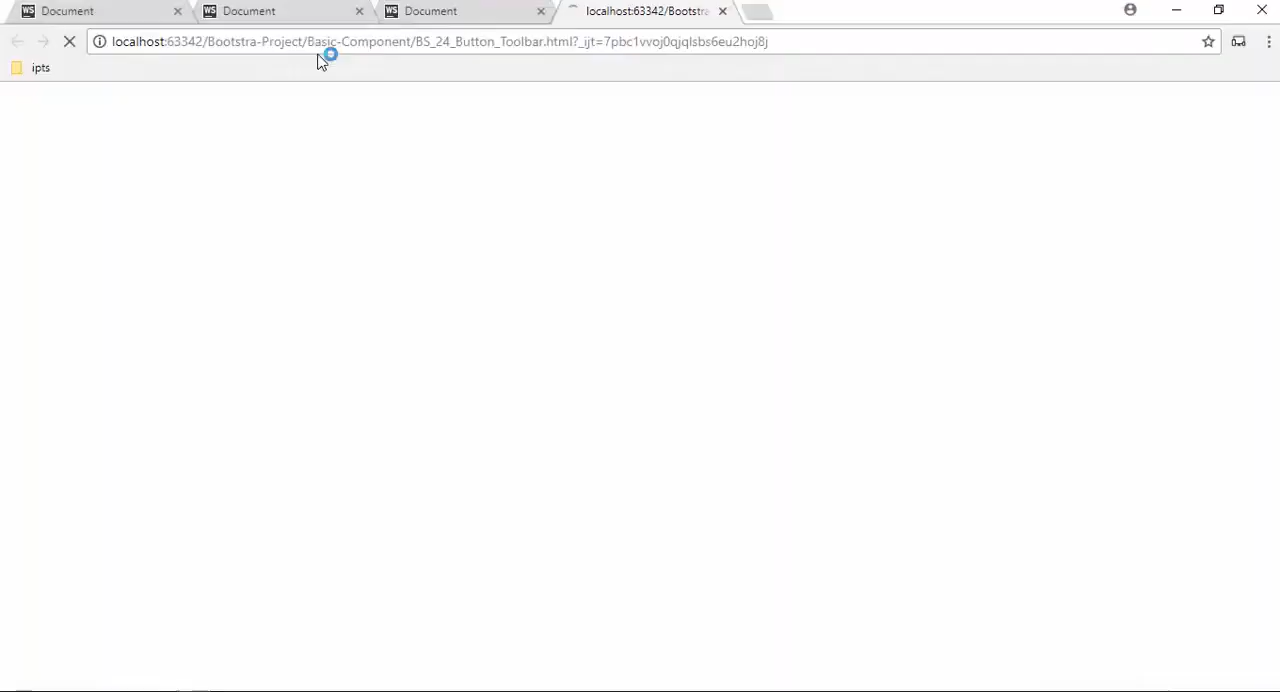 Document
Document
Document
localhost:63342/Bootstra
localhost:63342/Bootstra-Project/Basic-Component/BS_24_Button_Toolbar.html?_ijt=7pbc1vvoj0qjqlsbs6eu2hoj8j
ipts